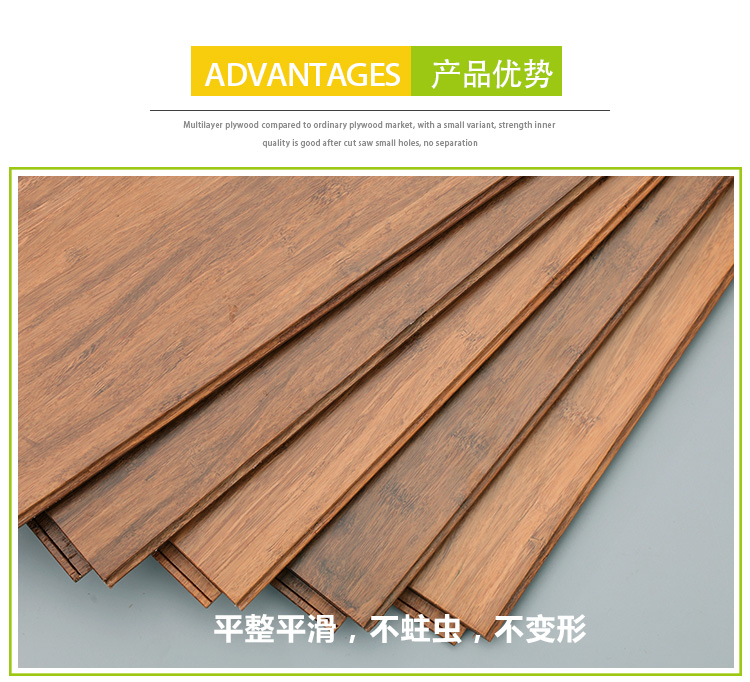 ADVANTAGES 产品优势
Multilayer plywood compared to ordinary plywood market, with a small variant, strength inner
quality is good after cut saw small holes, no separation
平整平滑，不蛀虫，不变形